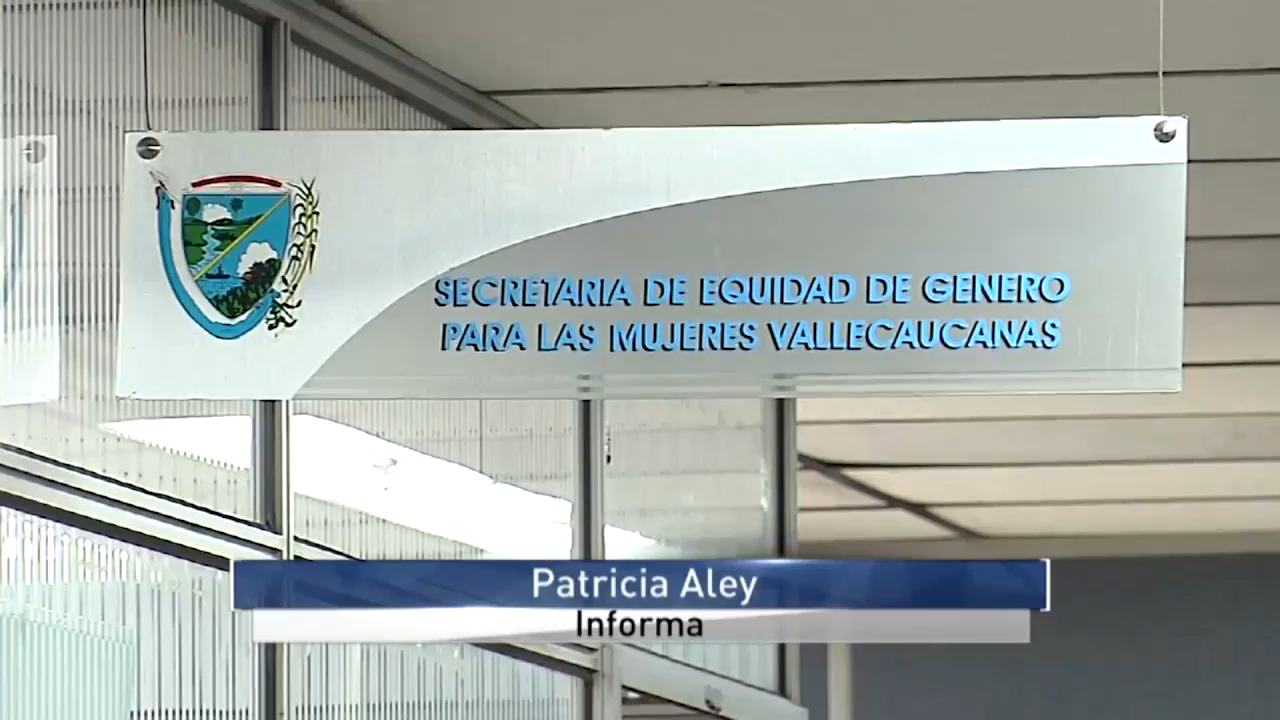 SECRETARIA DE EQUIDAD DE GENERO
PARA LAS MUJERES VALLECAUCANAS
Patricia Aley
Informa